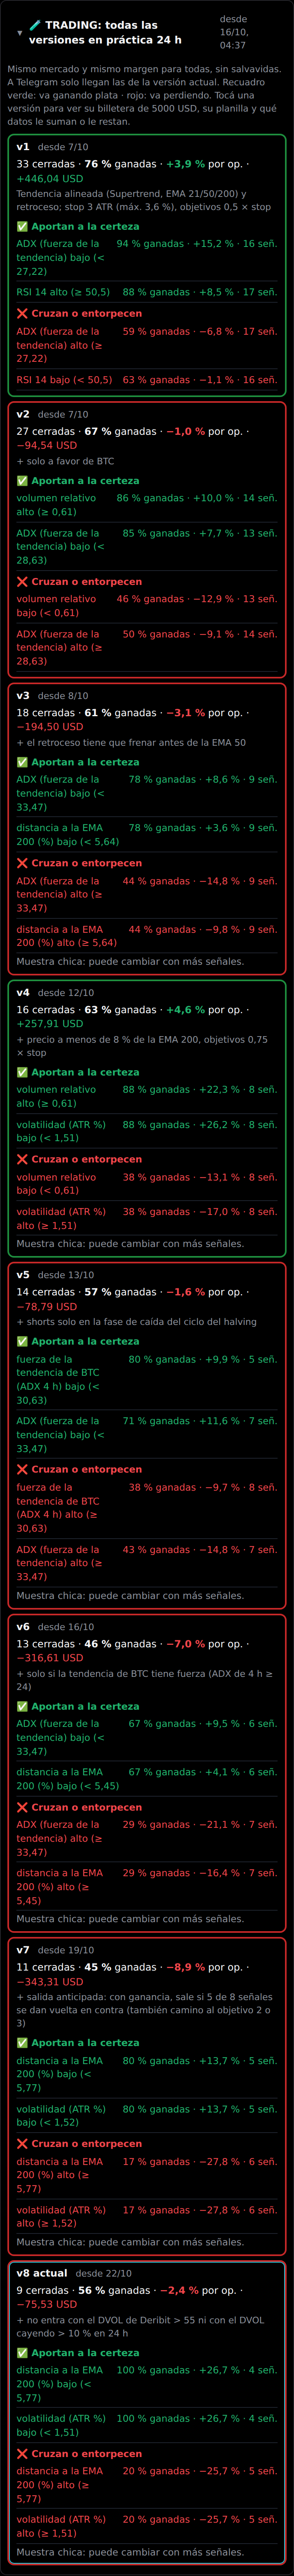 ▼ 🧪 TRADING: todas las
versiones en práctica 24 h
desde
16/10,
04:37
Mismo mercado y mismo margen para todas, sin salvavidas.
A Telegram solo llegan las de la versión actual. Recuadro
verde: va ganando plata · rojo: va perdiendo. Tocá una
versión para ver su billetera de 5000 USD, su planilla y qué
datos le suman o le restan.
v1 desde 7/10
33 cerradas · 76 % ganadas · +3,9 % por op. ·
+446,04 USD
Tendencia alineada (Supertrend, EMA 21/50/200) y
retroceso; stop 3 ATR (máx. 3,6 %), objetivos 0,5 × stop
✅ Aportan a la certeza
ADX (fuerza de la 94 % ganadas · +15,2 % · 16 señ.
tendencia) bajo (<
27,22)
RSI 14 alto (≥ 50,5) 88 % ganadas · +8,5 % · 17 señ.
❌ Cruzan o entorpecen
ADX (fuerza de la 59 % ganadas · −6,8 % · 17 señ.
tendencia) alto (≥
27,22)
RSI 14 bajo (< 50,5) 63 % ganadas · −1,1 % · 16 señ.
v2 desde 7/10
27 cerradas · 67 % ganadas · −1,0 % por op. ·
−94,54 USD
+ solo a favor de BTC
✅ Aportan a la certeza
volumen relativo 86 % ganadas · +10,0 % · 14 señ.
alto (≥ 0,61)
ADX (fuerza de la 85 % ganadas · +7,7 % · 13 señ.
tendencia) bajo (<
28,63)
❌ Cruzan o entorpecen
volumen relativo 46 % ganadas · −12,9 % · 13 señ.
bajo (< 0,61)
ADX (fuerza de la 50 % ganadas · −9,1 % · 14 señ.
tendencia) alto (≥
28,63)
v3 desde 8/10
18 cerradas · 61 % ganadas · −3,1 % por op. ·
−194,50 USD
+ el retroceso tiene que frenar antes de la EMA 50
✅ Aportan a la certeza
ADX (fuerza de la 78 % ganadas · +8,6 % · 9 señ.
tendencia) bajo (<
33,47)
distancia a la EMA 78 % ganadas · +3,6 % · 9 señ.
200 (%) bajo (< 5,64)
❌ Cruzan o entorpecen
ADX (fuerza de la 44 % ganadas · −14,8 % · 9 señ.
tendencia) alto (≥
33,47)
distancia a la EMA 44 % ganadas · −9,8 % · 9 señ.
200 (%) alto (≥ 5,64)
Muestra chica: puede cambiar con más señales.
v4 desde 12/10
16 cerradas · 63 % ganadas · +4,6 % por op. ·
+257,91 USD
+ precio a menos de 8 % de la EMA 200, objetivos 0,75
× stop
✅ Aportan a la certeza
volumen relativo 88 % ganadas · +22,3 % · 8 señ.
alto (≥ 0,61)
volatilidad (ATR %) 88 % ganadas · +26,2 % · 8 señ.
bajo (< 1,51)
❌ Cruzan o entorpecen
volumen relativo 38 % ganadas · −13,1 % · 8 señ.
bajo (< 0,61)
volatilidad (ATR %) 38 % ganadas · −17,0 % · 8 señ.
alto (≥ 1,51)
Muestra chica: puede cambiar con más señales.
v5 desde 13/10
14 cerradas · 57 % ganadas · −1,6 % por op. ·
−78,79 USD
+ shorts solo en la fase de caída del ciclo del halving
✅ Aportan a la certeza
fuerza de la 80 % ganadas · +9,9 % · 5 señ.
tendencia de BTC
(ADX 4 h) bajo (<
30,63)
ADX (fuerza de la 71 % ganadas · +11,6 % · 7 señ.
tendencia) bajo (<
33,47)
❌ Cruzan o entorpecen
fuerza de la 38 % ganadas · −9,7 % · 8 señ.
tendencia de BTC
(ADX 4 h) alto (≥
30,63)
ADX (fuerza de la 43 % ganadas · −14,8 % · 7 señ.
tendencia) alto (≥
33,47)
Muestra chica: puede cambiar con más señales.
v6 desde 16/10
13 cerradas · 46 % ganadas · −7,0 % por op. ·
−316,61 USD
+ solo si la tendencia de BTC tiene fuerza (ADX de 4 h ≥
24)
✅ Aportan a la certeza
ADX (fuerza de la 67 % ganadas · +9,5 % · 6 señ.
tendencia) bajo (<
33,47)
distancia a la EMA 67 % ganadas · +4,1 % · 6 señ.
200 (%) bajo (< 5,45)
❌ Cruzan o entorpecen
ADX (fuerza de la 29 % ganadas · −21,1 % · 7 señ.
tendencia) alto (≥
33,47)
distancia a la EMA 29 % ganadas · −16,4 % · 7 señ.
200 (%) alto (≥
5,45)
Muestra chica: puede cambiar con más señales.
v7 desde 19/10
11 cerradas · 45 % ganadas · −8,9 % por op. ·
−343,31 USD
+ salida anticipada: con ganancia, sale si 5 de 8 señales
se dan vuelta en contra (también camino al objetivo 2 o
3)
✅ Aportan a la certeza
distancia a la EMA 80 % ganadas · +13,7 % · 5 señ.
200 (%) bajo (<
5,77)
volatilidad (ATR %) 80 % ganadas · +13,7 % · 5 señ.
bajo (< 1,52)
❌ Cruzan o entorpecen
distancia a la EMA 17 % ganadas · −27,8 % · 6 señ.
200 (%) alto (≥
5,77)
volatilidad (ATR %) 17 % ganadas · −27,8 % · 6 señ.
alto (≥ 1,52)
Muestra chica: puede cambiar con más señales.
v8 actual desde 22/10
9 cerradas · 56 % ganadas · −2,4 % por op. ·
−75,53 USD
+ no entra con el DVOL de Deribit > 55 ni con el DVOL
cayendo > 10 % en 24 h
✅ Aportan a la certeza
distancia a la EMA 100 % ganadas · +26,7 % · 4 señ.
200 (%) bajo (<
5,77)
volatilidad (ATR %) 100 % ganadas · +26,7 % · 4 señ.
bajo (< 1,51)
❌ Cruzan o entorpecen
distancia a la EMA 20 % ganadas · −25,7 % · 5 señ.
200 (%) alto (≥
5,77)
volatilidad (ATR %) 20 % ganadas · −25,7 % · 5 señ.
alto (≥ 1,51)
Muestra chica: puede cambiar con más señales.